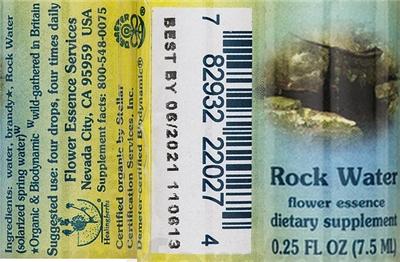 Ingredients: water, brandy★, Rock Water
(solarized spring water)W
★Organic & Biodynamic Wwild-gathered in Britain
Suggested use: four drops, four times daily
Flower Essence Services
Nevada City, CA 95959 USA
Supplement facts: 800-548-0075
Healingherbs
Certified organic by Stellar
Certification Services, Inc.
Demeter-certified Biodynamic®
BEST BY 06/2021 110613
7 82932 22027 4
Rock Water
flower essence
dietary supplement
0.25 FL OZ (7.5 ML)